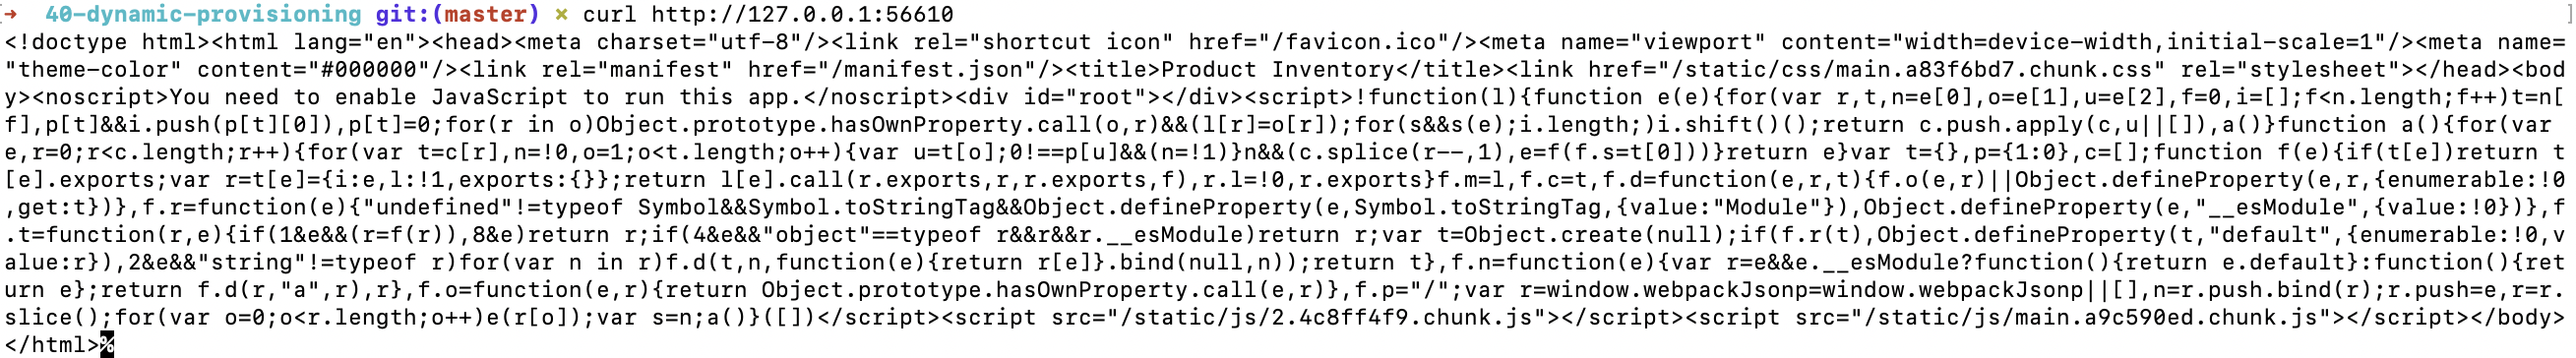 → 40-dynamic-provisioning git:(master) × curl http://127.0.0.1:56610 ]
<!doctype html><html lang="en"><head><meta charset="utf-8"/><link rel="shortcut icon" href="/favicon.ico"/><meta name="viewport" content="width=device-width,initial-scale=1"/><meta name=
"theme-color" content="#000000"/><link rel="manifest" href="/manifest.json"/><title>Product Inventory</title><link href="/static/css/main.a83f6bd7.chunk.css" rel="stylesheet"></head><bod
y><noscript>You need to enable JavaScript to run this app.</noscript><div id="root"></div><script>!function(l){function e(e){for(var r,t,n=e[0],o=e[1],u=e[2],f=0,i=[];f<n.length;f++)t=n[
f],p[t]&&i.push(p[t][0]),p[t]=0;for(r in o)Object.prototype.hasOwnProperty.call(o,r)&&(l[r]=o[r]);for(s&&s(e);i.length;)i.shift()();return c.push.apply(c,u||[]),a()}function a(){for(var 
e,r=0;r<c.length;r++){for(var t=c[r],n=!0,o=1;o<t.length;o++){var u=t[o];0!==p[u]&&(n=!1)}n&&(c.splice(r--,1),e=f(f.s=t[0]))}return e}var t={},p={1:0},c=[];function f(e){if(t[e])return t
[e].exports;var r=t[e]={i:e,l:!1,exports:{}};return l[e].call(r.exports,r,r.exports,f),r.l=!0,r.exports}f.m=l,f.c=t,f.d=function(e,r,t){f.o(e,r)||Object.defineProperty(e,r,{enumerable:!0
,get:t})},f.r=function(e){"undefined"!=typeof Symbol&&Symbol.toStringTag&&Object.defineProperty(e,Symbol.toStringTag,{value:"Module"}),Object.defineProperty(e,"__esModule",{value:!0})},f
.t=function(r,e){if(1&e&&(r=f(r)),8&e)return r;if(4&e&&"object"==typeof r&&r&&r.__esModule)return r;var t=Object.create(null);if(f.r(t),Object.defineProperty(t,"default",{enumerable:!0,v
alue:r}),2&e&&"string"!=typeof r)for(var n in r)f.d(t,n,function(e){return r[e]}.bind(null,n));return t},f.n=function(e){var r=e&&e.__esModule?function(){return e.default}:function(){ret
urn e};return f.d(r,"a",r),r},f.o=function(e,r){return Object.prototype.hasOwnProperty.call(e,r)},f.p="/";var r=window.webpackJsonp=window.webpackJsonp||[],n=r.push.bind(r);r.push=e,r=r.
slice();for(var o=0;o<r.length;o++)e(r[o]);var s=n;a()}([])</script><script src="/static/js/2.4c8ff4f9.chunk.js"></script><script src="/static/js/main.a9c590ed.chunk.js"></script></body>
</html>%